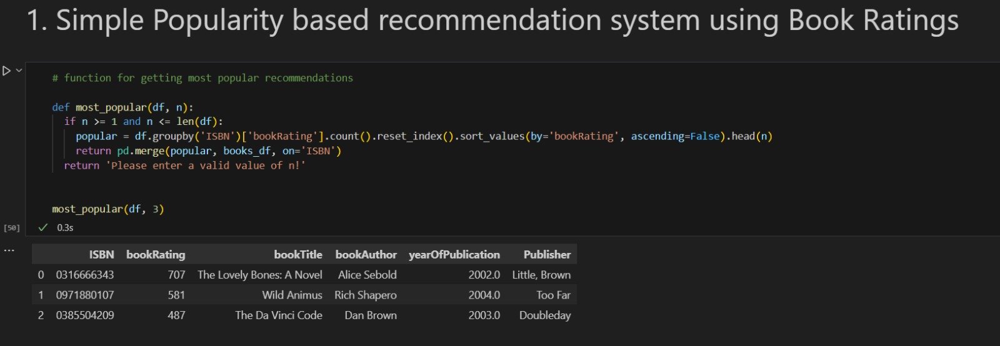 1. Simple Popularity based recommendation system using Book Ratings
# function for getting most popular recommendations
def most_popular(df, n):
if n >= 1 and n <= len(df):
popular = df.groupby('ISBN')['bookRating'].count().reset_index().sort_values(by='bookRating', ascending=False).head(n)
return pd.merge(popular, books_df, on='ISBN')
return 'Please enter a valid value of n!'
most_popular(df, 3)
[50] 0.3s
...
ISBN bookRating bookTitle bookAuthor yearOfPublication Publisher
0 0316666343 707 The Lovely Bones: A Novel Alice Sebold 2002.0 Little, Brown
1 0971880107 581 Wild Animus Rich Shapero 2004.0 Too Far
2 0385504209 487 The Da Vinci Code Dan Brown 2003.0 Doubleday